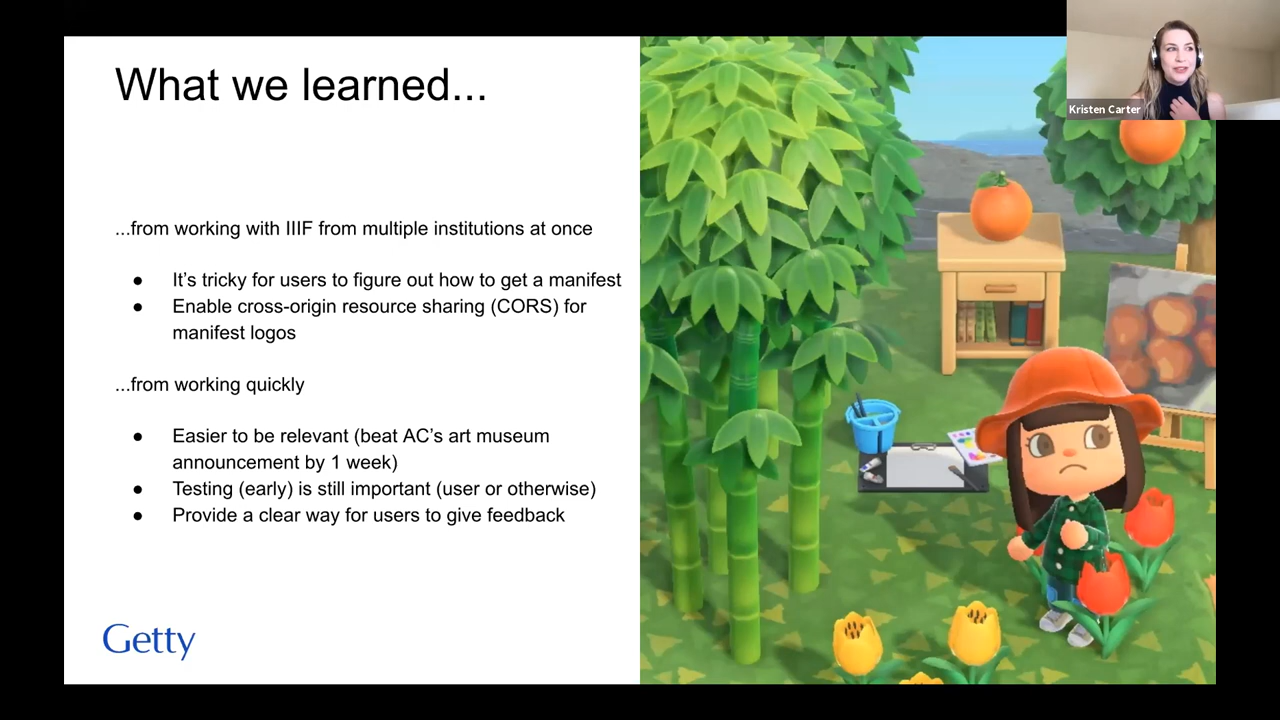 What we learned...
Kristen Carter
...from working with IIIF from multiple institutions at once
● It’s tricky for users to figure out how to get a manifest
● Enable cross-origin resource sharing (CORS) for
manifest logos
...from working quickly
● Easier to be relevant (beat AC’s art museum
announcement by 1 week)
● Testing (early) is still important (user or otherwise)
● Provide a clear way for users to give feedback
Getty